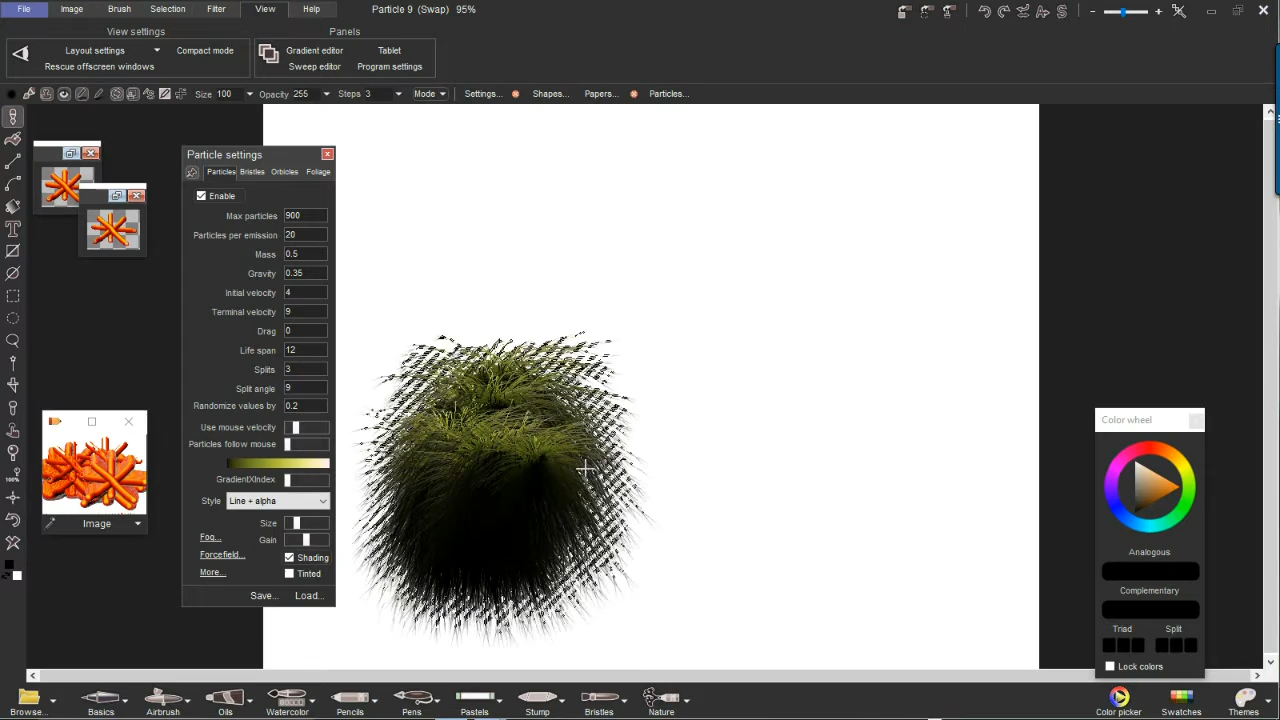 File Image Brush Selection Filter View Help Particle 9 (Swap) 95%
View settings Panels
Layout settings Compact mode Gradient editor Tablet
Rescue offscreen windows Sweep editor Program settings
Size 100 Opacity 255 Steps 3 Mode Settings... Shapes... Papers... Particles...
Particle settings
Particles Bristles Orbicles Foliage
Enable
Max particles 900
Particles per emission 20
Mass 0.5
Gravity 0.35
Initial velocity 4
Terminal velocity 9
Drag 0
Life span 12
Splits 3
Split angle 9
Randomize values by 0.2
Use mouse velocity
Particles follow mouse
GradientXIndex
Style Line + alpha
Size
Fog... Gain
Forcefield... Shading
More... Tinted
Save... Load...
Image
100%
Color wheel
Analogous
Complementary
Triad Split
Lock colors
Browse... Basics Airbrush Oils Watercolor Pencils Pens Pastels Stump Bristles Nature Color picker Swatches Themes